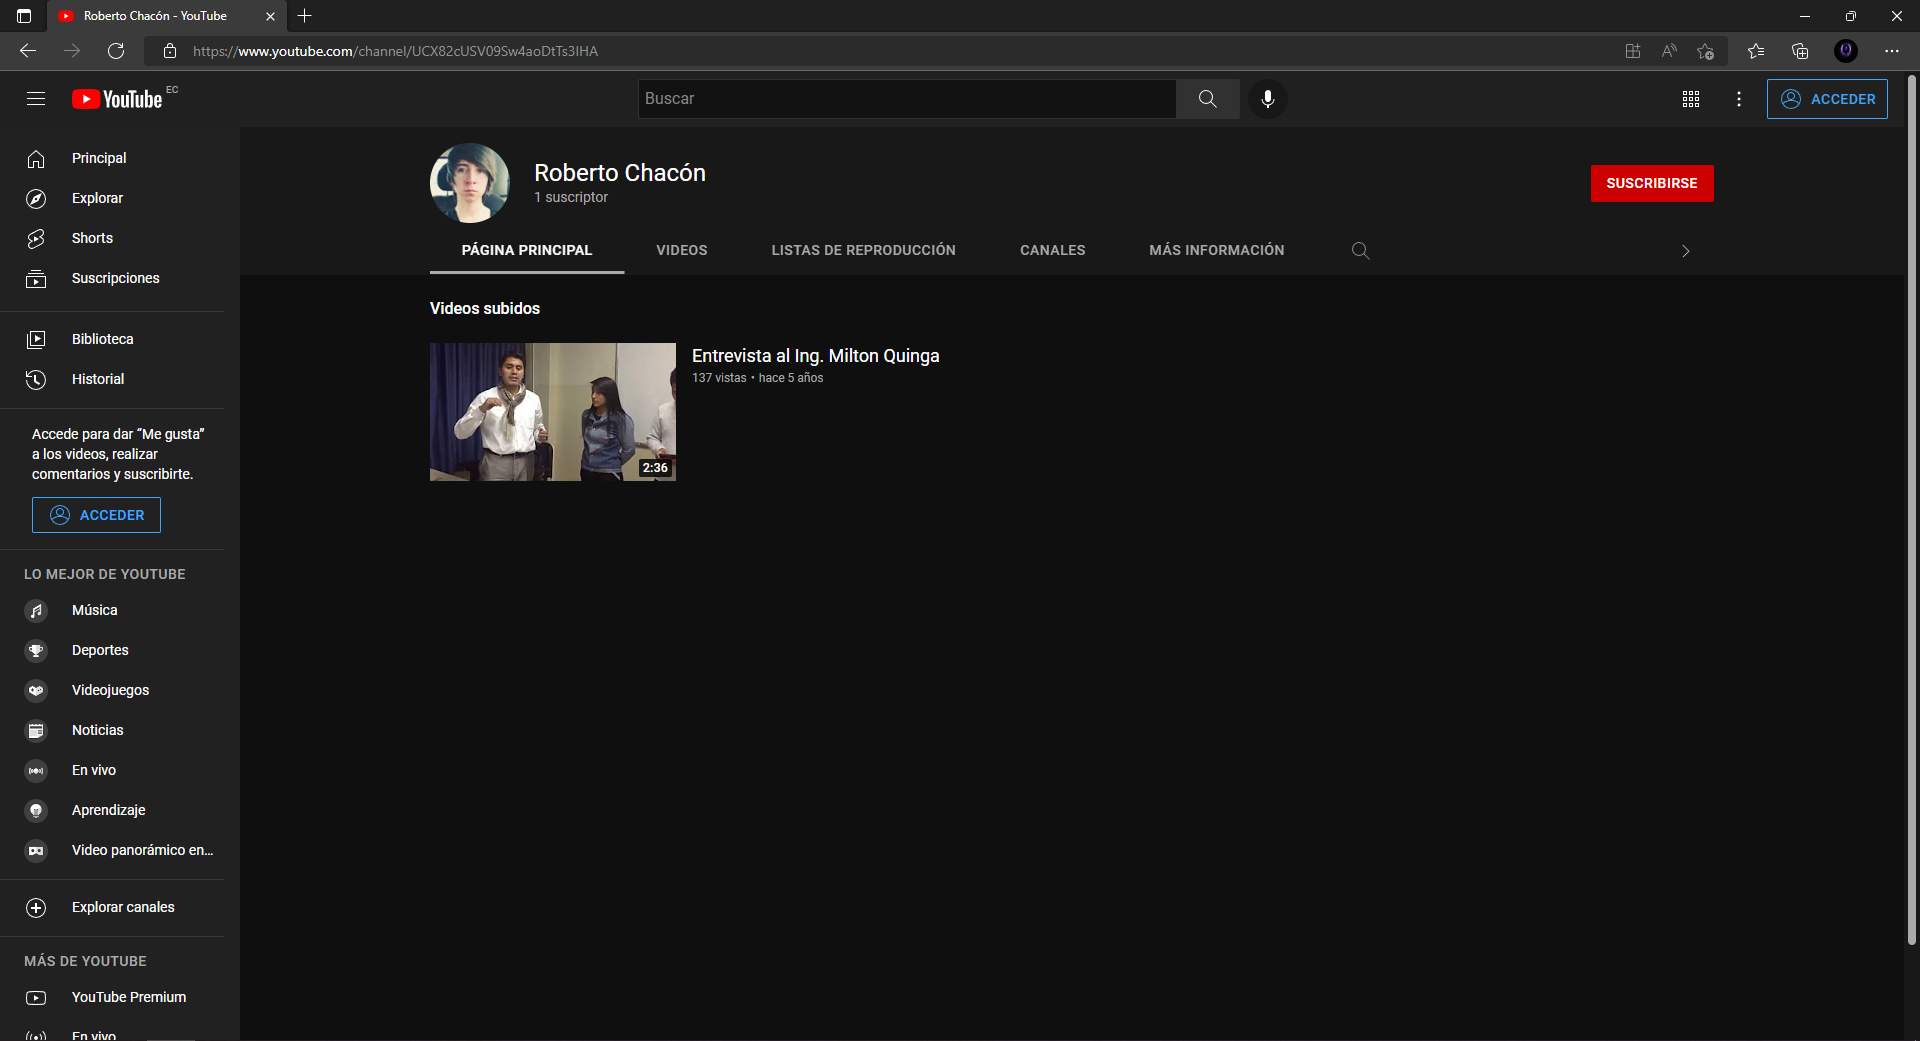 Roberto Chacón - YouTube
https://www.youtube.com/channel/UCX82cUSV09Sw4aoDtTs3IHA
YouTube EC
Buscar
ACCEDER
Principal
Explorar
Shorts
Suscripciones
Biblioteca
Historial
Accede para dar “Me gusta”
a los videos, realizar
comentarios y suscribirte.
ACCEDER
LO MEJOR DE YOUTUBE
Música
Deportes
Videojuegos
Noticias
En vivo
Aprendizaje
Video panorámico en...
Explorar canales
MÁS DE YOUTUBE
YouTube Premium
En vivo
Roberto Chacón
1 suscriptor
SUSCRIBIRSE
PÁGINA PRINCIPAL
VIDEOS
LISTAS DE REPRODUCCIÓN
CANALES
MÁS INFORMACIÓN
Videos subidos
2:36
Entrevista al Ing. Milton Quinga
137 vistas • hace 5 años